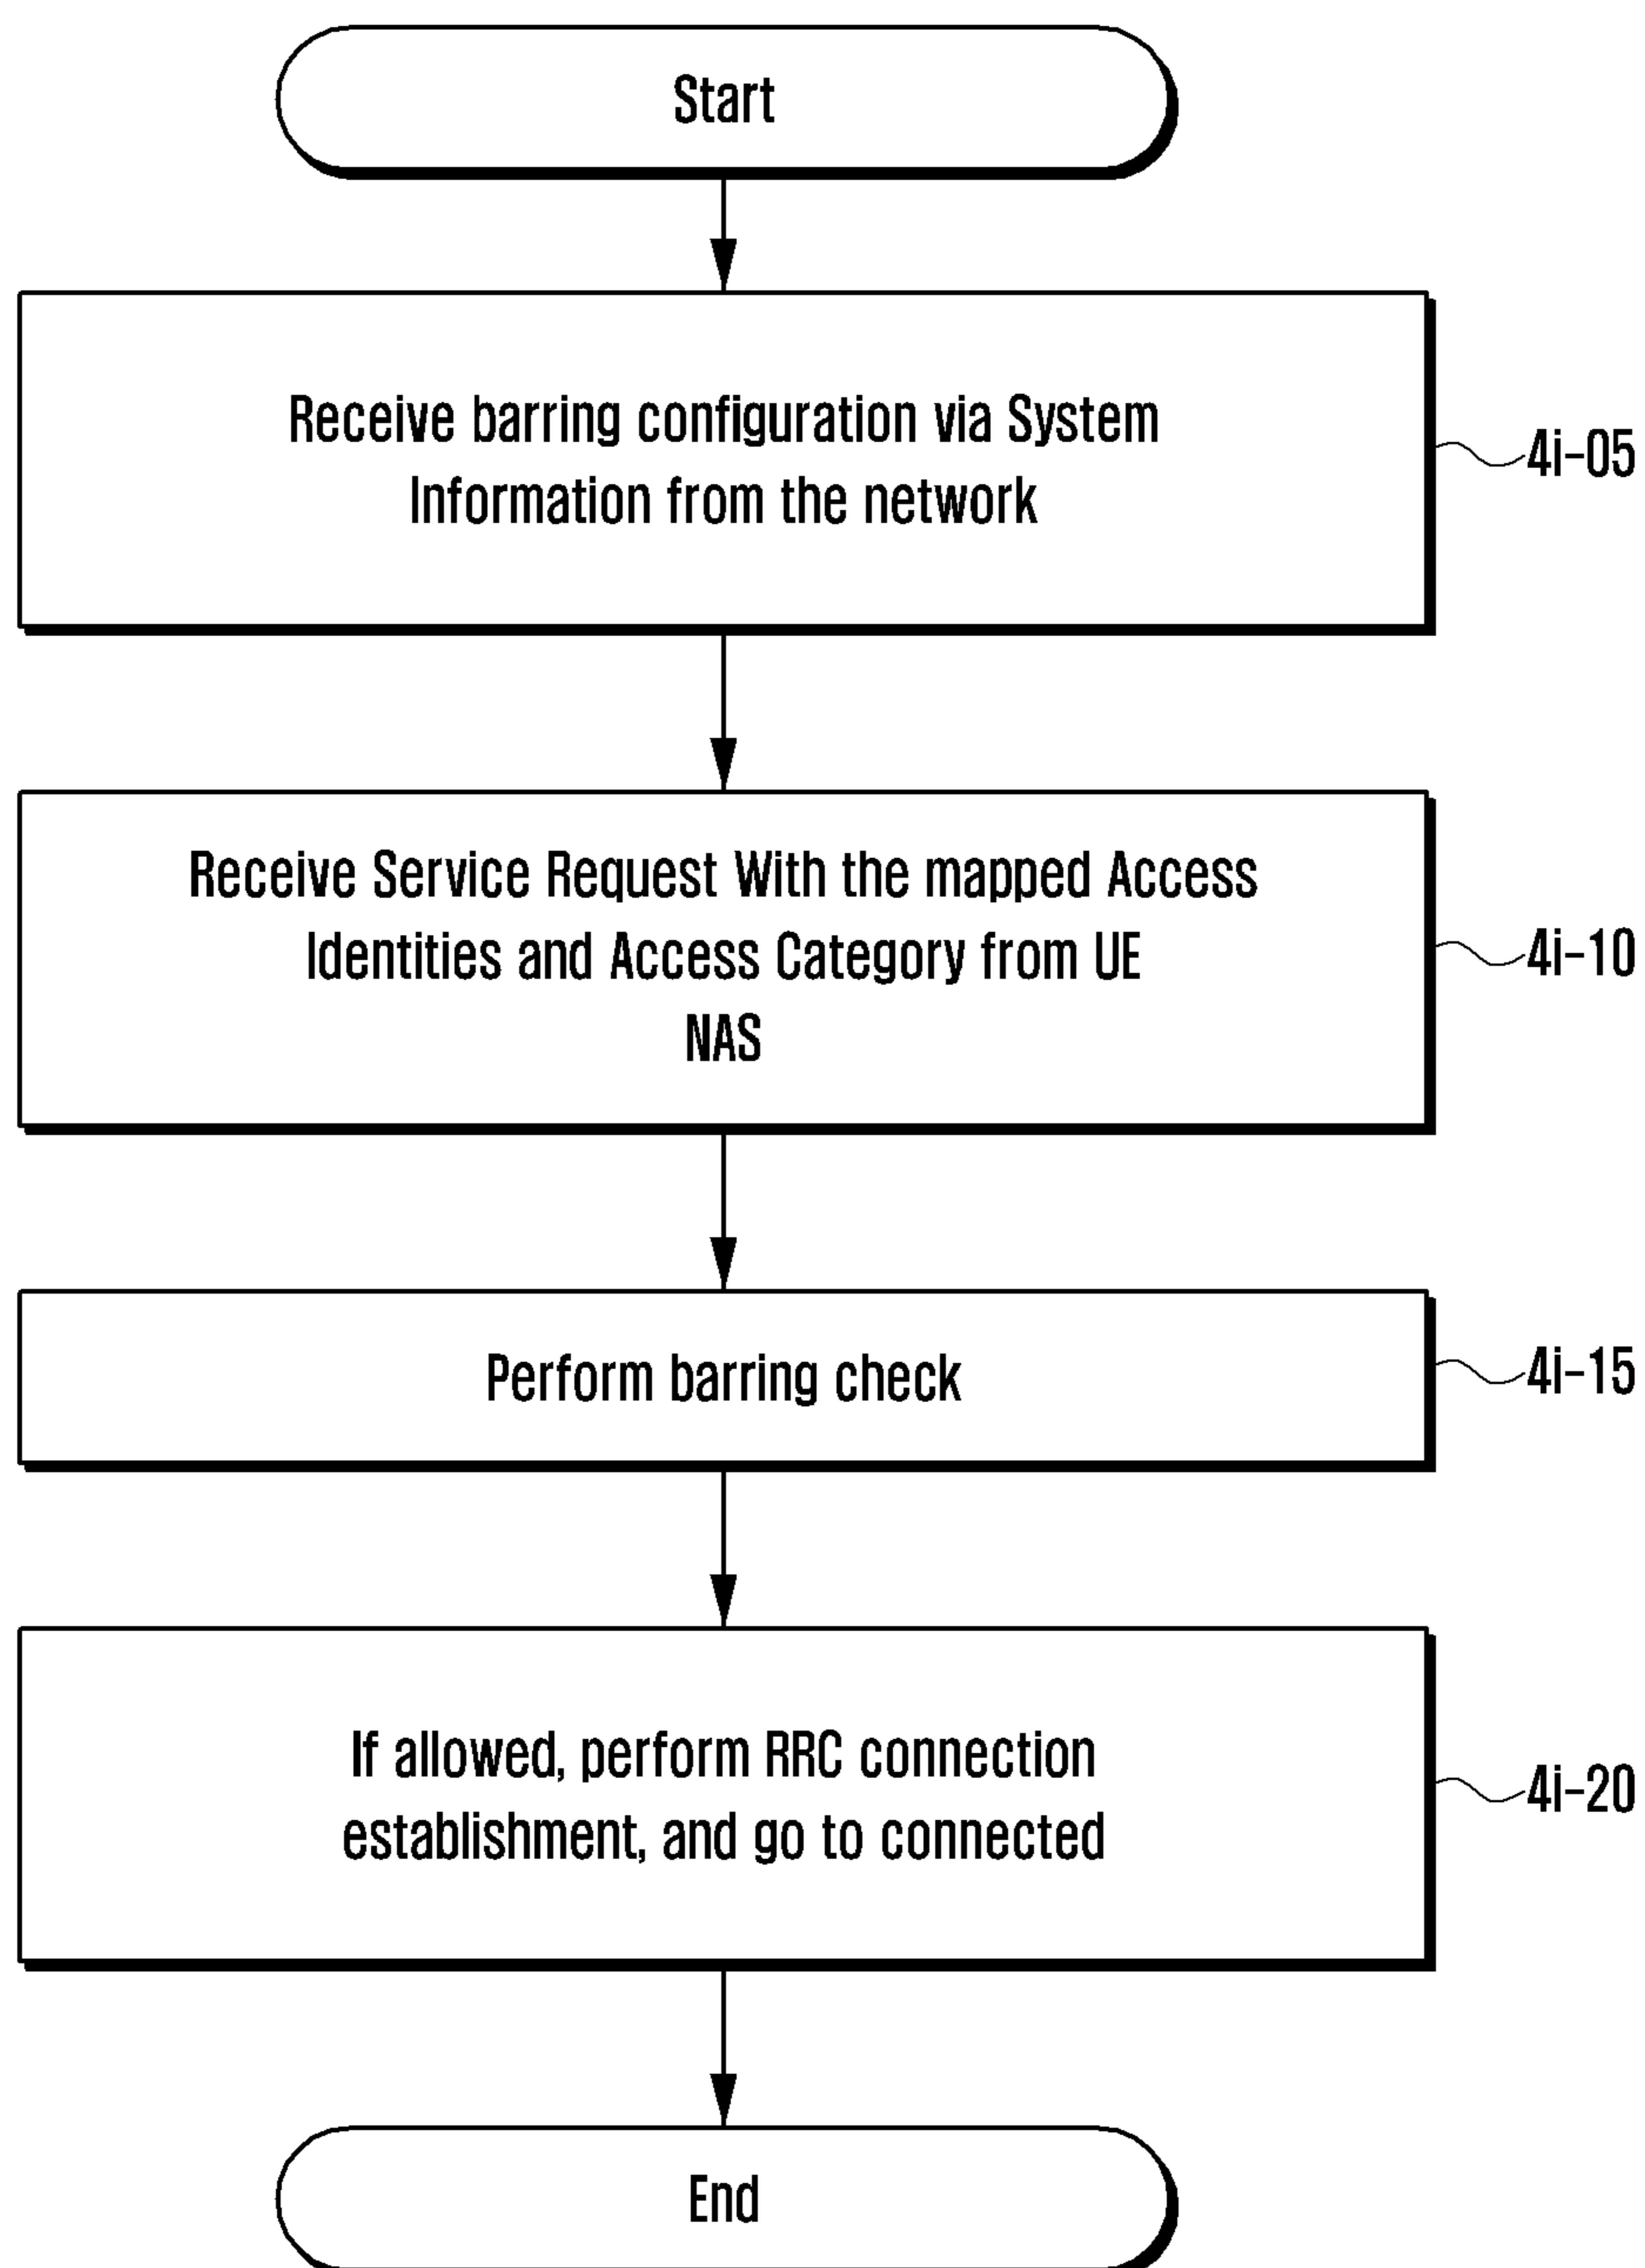 Start
Receive barring configuration via System
Information from the network
4i-05
Receive Service Request With the mapped Access
Identities and Access Category from UE
NAS
4i-10
Perform barring check
4i-15
If allowed, perform RRC connection
establishment, and go to connected
4i-20
End